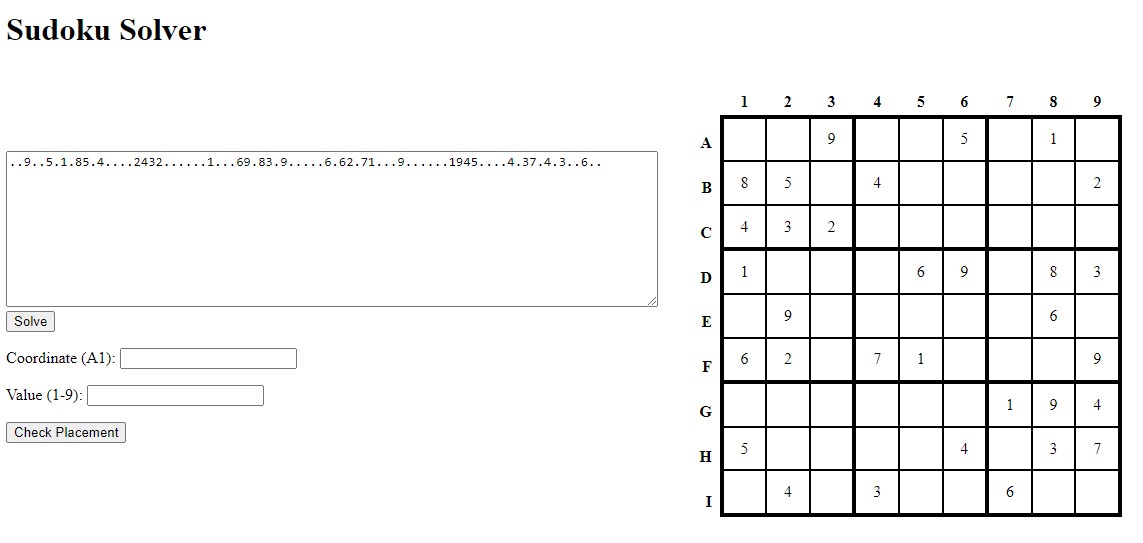 Sudoku Solver
..9..5.1.85.4....2432......1...69.83.9.....6.62.71...9......1945....4.37.4.3..6..
Solve
Coordinate (A1):
Value (1-9):
Check Placement
1 2 3 4 5 6 7 8 9
A 9 5 1
B 8 5 4 2
C 4 3 2
D 1 6 9 8 3
E 9 6
F 6 2 7 1 9
G 1 9 4
H 5 4 3 7
I 4 3 6